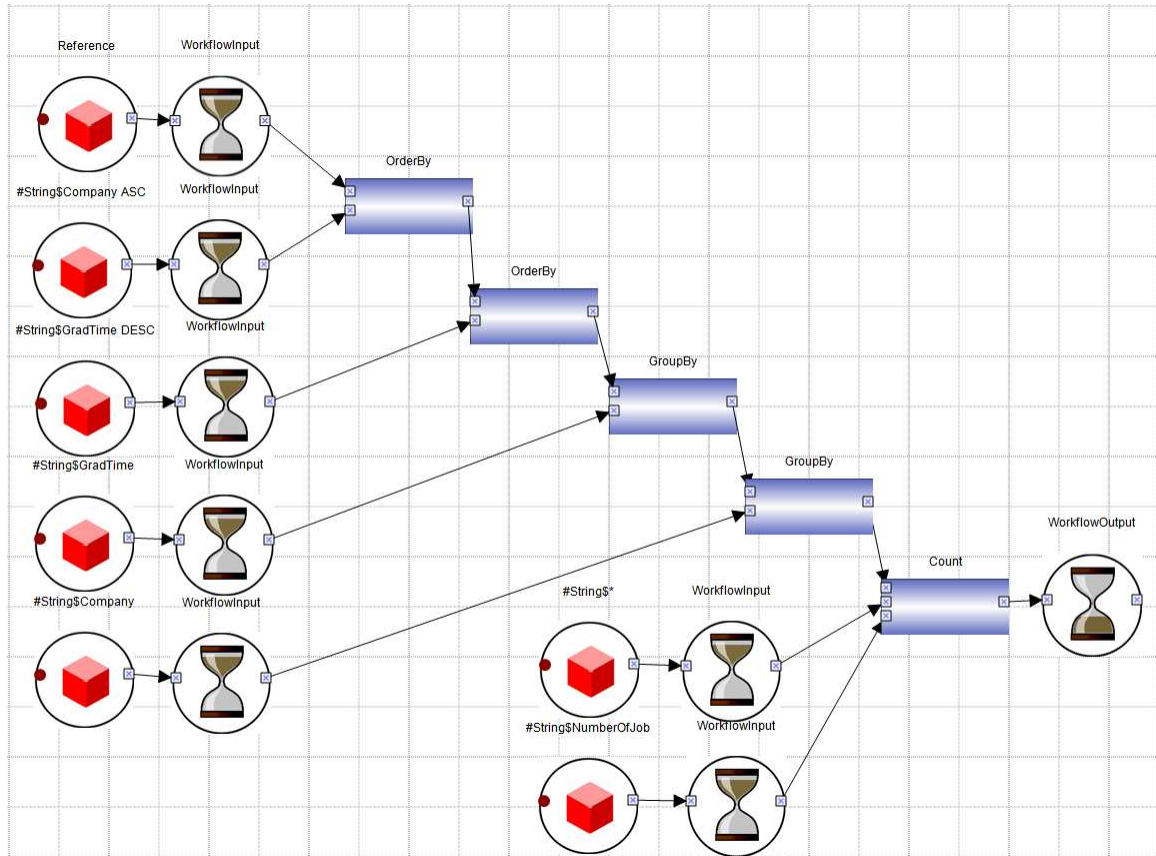 Reference
WorkflowInput
OrderBy
#String$Company ASC
WorkflowInput
OrderBy
#String$GradTime DESC
WorkflowInput
GroupBy
#String$GradTime
WorkflowInput
GroupBy
WorkflowOutput
Count
#String$Company
WorkflowInput
#String$*
WorkflowInput
#String$NumberOfJob
WorkflowInput